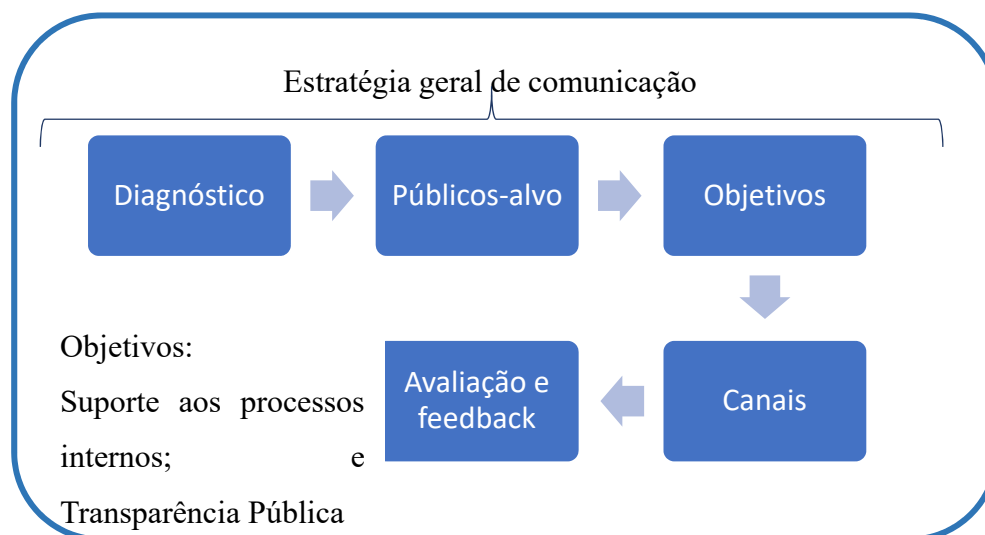 Estratégia geral de comunicação
Diagnóstico
Públicos-alvo
Objetivos
Canais
Avaliação e
feedback
Objetivos:
Suporte aos processos
internos; e
Transparência Pública